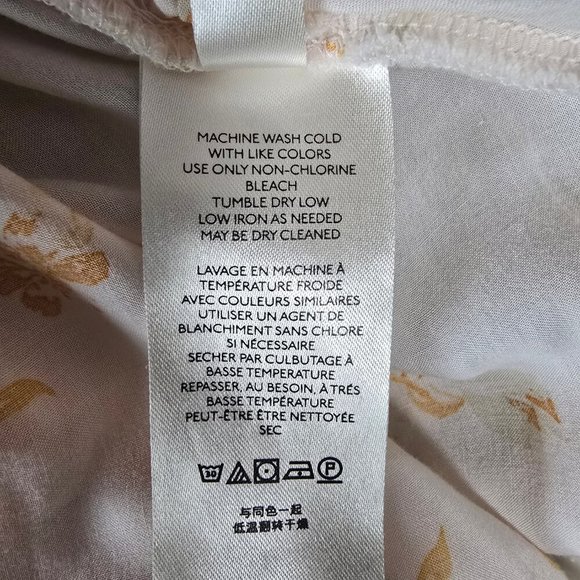 MACHINE WASH COLD
WITH LIKE COLORS
USE ONLY NON-CHLORINE
BLEACH
TUMBLE DRY LOW
LOW IRON AS NEEDED
MAY BE DRY CLEANED
LAVAGE EN MACHINE À
TEMPÉRATURE FROIDE
AVEC COULEURS SIMILAIRES
UTILISER UN AGENT DE
BLANCHIMENT SANS CHLORE
SI NÉCESSAIRE
SECHER PAR CULBUTAGE À
BASSE TEMPERATURE
REPASSER, AU BESOIN, À TRÉS
BASSE TEMPÉRATURE
PEUT-ÊTRE ÊTRE NETTOYÉE
SEC
30 P
与同色一起
低温翻转干燥